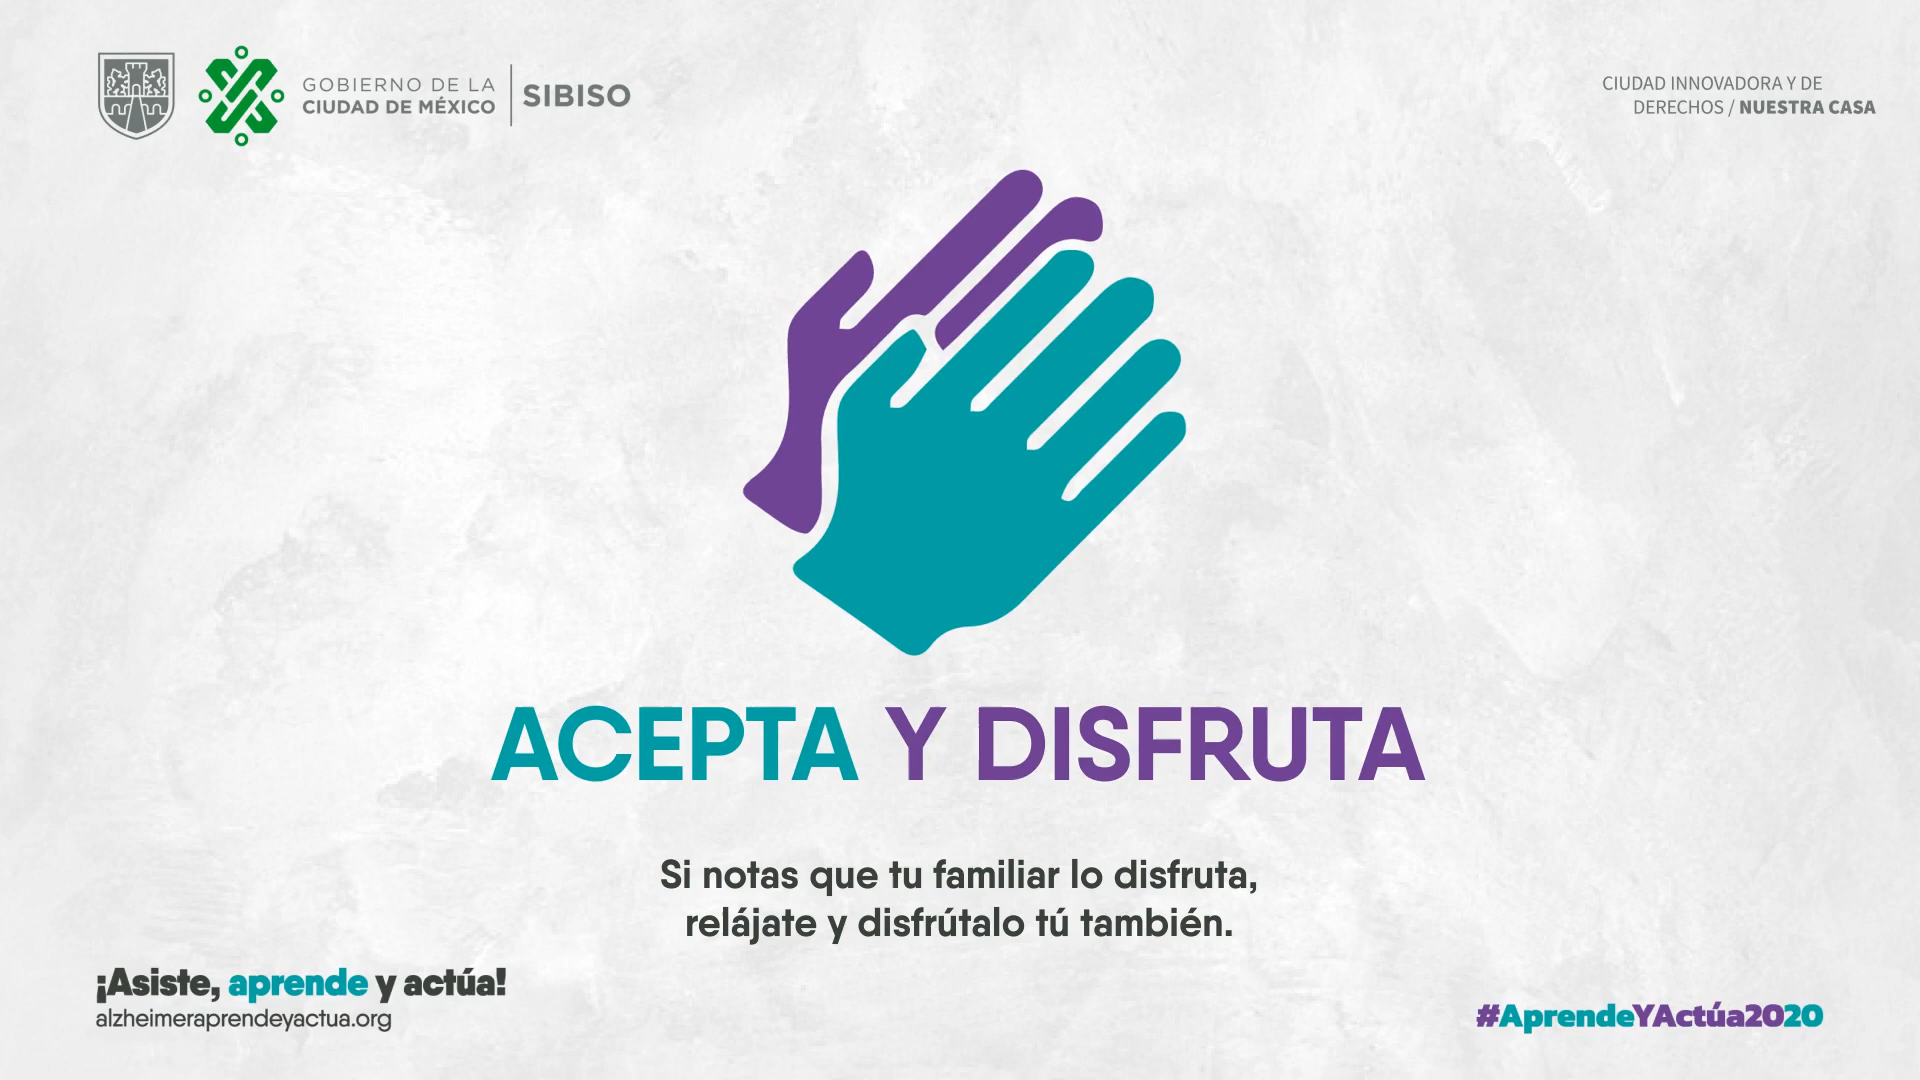 GOBIERNO DE LA
CIUDAD DE MÉXICO
SIBISO
CIUDAD INNOVADORA Y DE
DERECHOS / NUESTRA CASA
ACEPTA Y DISFRUTA
Si notas que tu familiar lo disfruta,
relájate y disfrútalo tú también.
¡Asiste, aprende y actúa!
alzheimeraprendeyactua.org
#AprendeYActúa2020